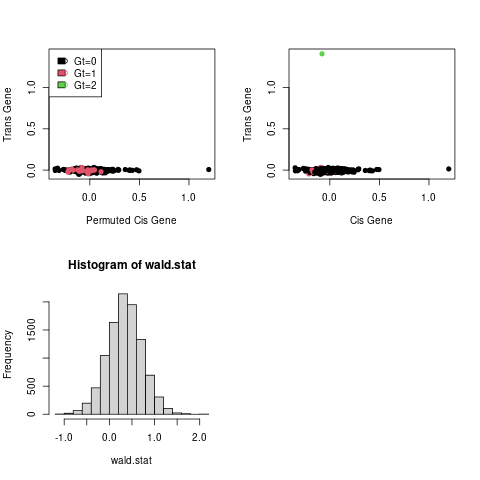 Gt=0
Gt=1
Gt=2
Trans Gene
0.0 0.5 1.0
0.0 0.5 1.0
Permuted Cis Gene
Trans Gene
0.0 0.5 1.0
0.0 0.5 1.0
Cis Gene
Histogram of wald.stat
Frequency
0 500 1500
-1.0 0.0 1.0 2.0
wald.stat